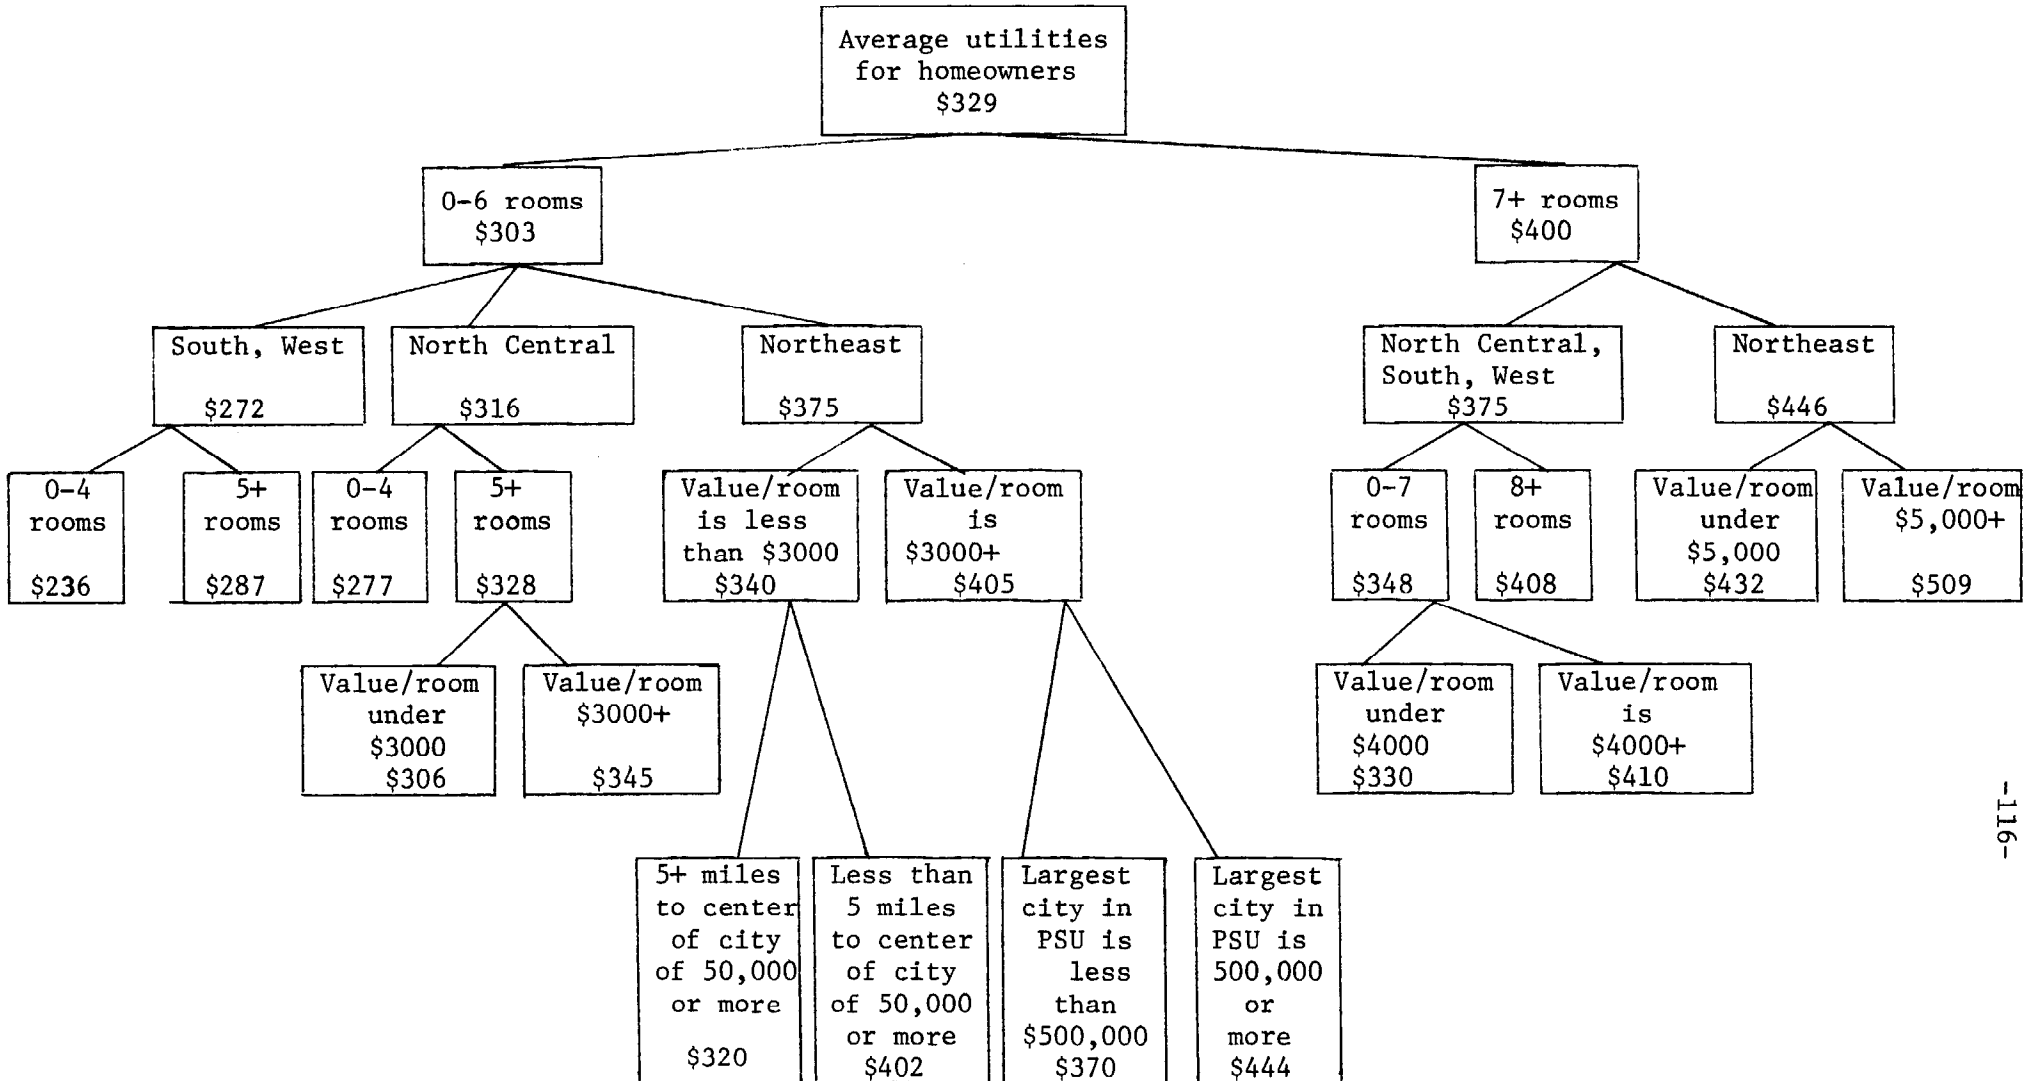 Average utilities
for homeowners
$329
0-6 rooms
$303
7+ rooms
$400
South, West
$272
North Central
$316
Northeast
$375
North Central,
South, West
$375
Northeast
$446
0-4
rooms
$236
5+
rooms
$287
0-4
rooms
$277
5+
rooms
$328
Value/room
is less
than $3000
$340
Value/room
is
$3000+
$405
0-7
rooms
$348
8+
rooms
$408
Value/room
under
$5,000
$432
Value/room
$5,000+
$509
Value/room
under
$3000
$306
Value/room
$3000+
$345
Value/room
under
$4000
$330
Value/room
is
$4000+
$410
5+ miles
to center
of city
of 50,000
or more
$320
Less than
5 miles
to center
of city
of 50,000
or more
$402
Largest
city in
PSU is
less
than
$500,000
$370
Largest
city in
PSU is
500,000
or
more
$444
-116-